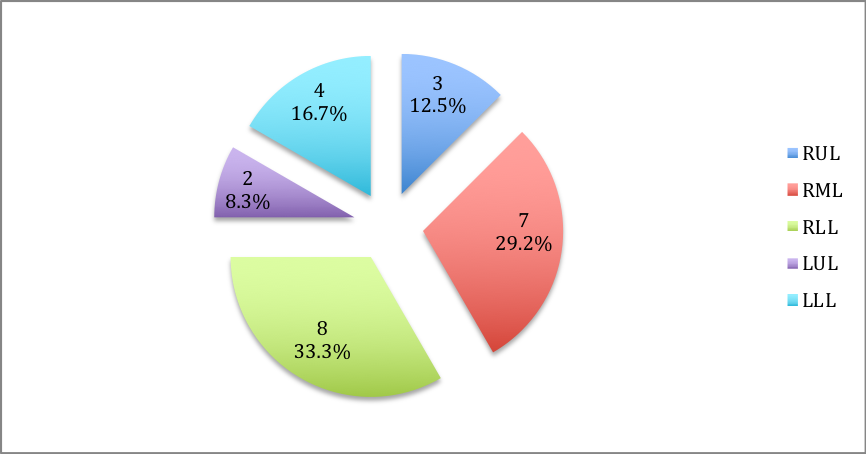 3
12.5%
7
29.2%
8
33.3%
2
8.3%
4
16.7%
RUL
RML
RLL
LUL
LLL